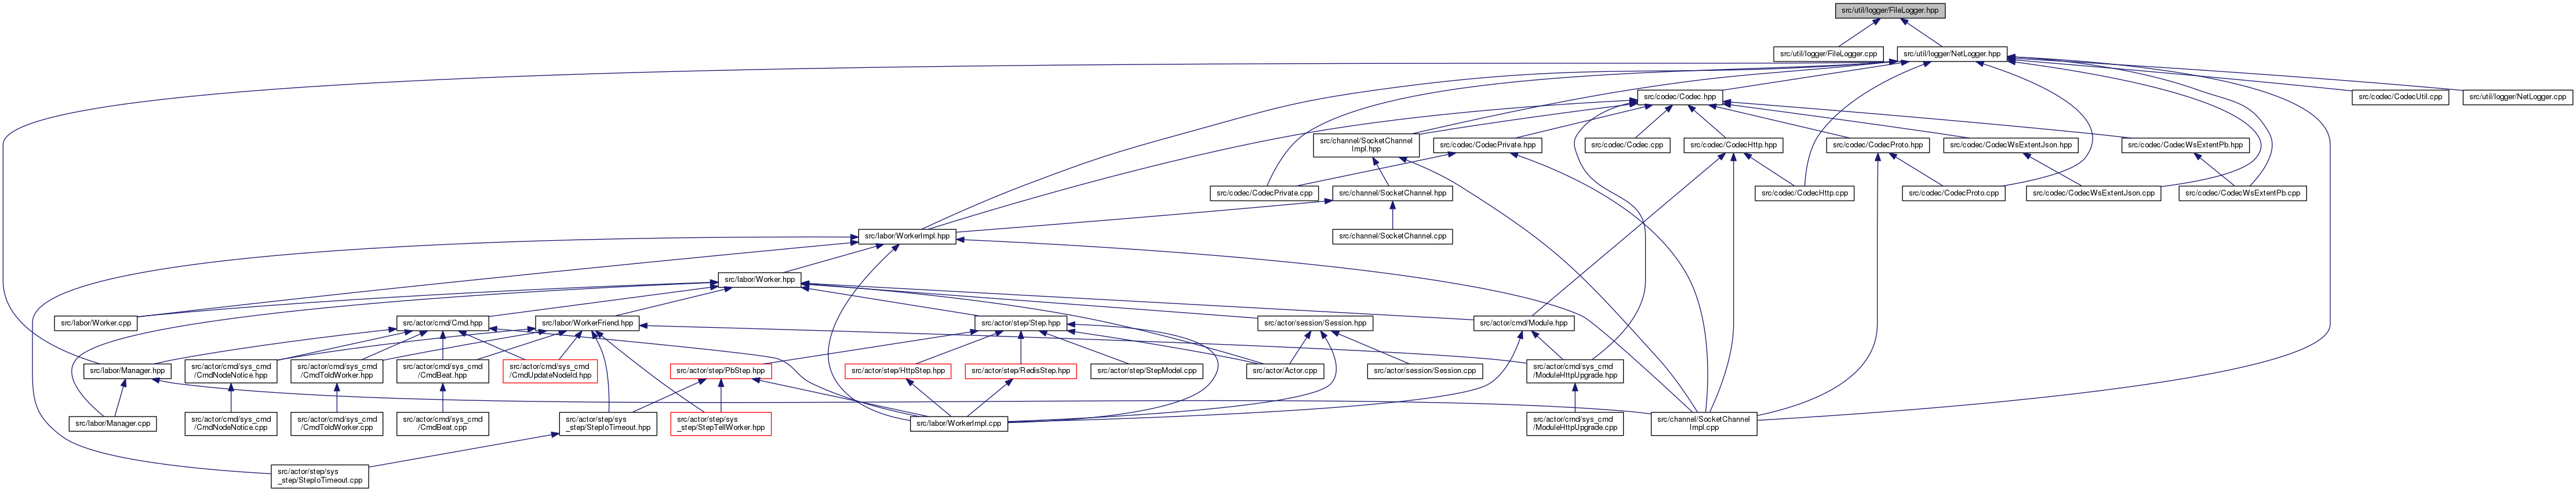 src/util/logger/FileLogger.hpp
src/util/logger/FileLogger.cpp
src/util/logger/NetLogger.hpp
src/codec/Codec.hpp
src/codec/CodecUtil.cpp
src/util/logger/NetLogger.cpp
src/channel/SocketChannel
Impl.hpp
src/codec/CodecPrivate.hpp
src/codec/Codec.cpp
src/codec/CodecHttp.hpp
src/codec/CodecProto.hpp
src/codec/CodecWsExtentJson.hpp
src/codec/CodecWsExtentPb.hpp
src/codec/CodecPrivate.cpp
src/channel/SocketChannel.hpp
src/codec/CodecHttp.cpp
src/codec/CodecProto.cpp
src/codec/CodecWsExtentJson.cpp
src/codec/CodecWsExtentPb.cpp
src/labor/WorkerImpl.hpp
src/channel/SocketChannel.cpp
src/labor/Worker.hpp
src/labor/Worker.cpp
src/actor/cmd/Cmd.hpp
src/labor/WorkerFriend.hpp
src/actor/step/Step.hpp
src/actor/session/Session.hpp
src/actor/cmd/Module.hpp
src/labor/Manager.hpp
src/actor/cmd/sys_cmd
/CmdNodeNotice.hpp
src/actor/cmd/sys_cmd
/CmdToldWorker.hpp
src/actor/cmd/sys_cmd
/CmdBeat.hpp
src/actor/cmd/sys_cmd
/CmdUpdateNodeId.hpp
src/actor/step/PbStep.hpp
src/actor/step/HttpStep.hpp
src/actor/step/RedisStep.hpp
src/actor/step/StepModel.cpp
src/actor/Actor.cpp
src/actor/session/Session.cpp
src/actor/cmd/sys_cmd
/ModuleHttpUpgrade.hpp
src/labor/Manager.cpp
src/actor/cmd/sys_cmd
/CmdNodeNotice.cpp
src/actor/cmd/sys_cmd
/CmdToldWorker.cpp
src/actor/cmd/sys_cmd
/CmdBeat.cpp
src/actor/step/sys
_step/StepIoTimeout.hpp
src/actor/step/sys
_step/StepTellWorker.hpp
src/labor/WorkerImpl.cpp
src/actor/cmd/sys_cmd
/ModuleHttpUpgrade.cpp
src/channel/SocketChannel
Impl.cpp
src/actor/step/sys
_step/StepIoTimeout.cpp